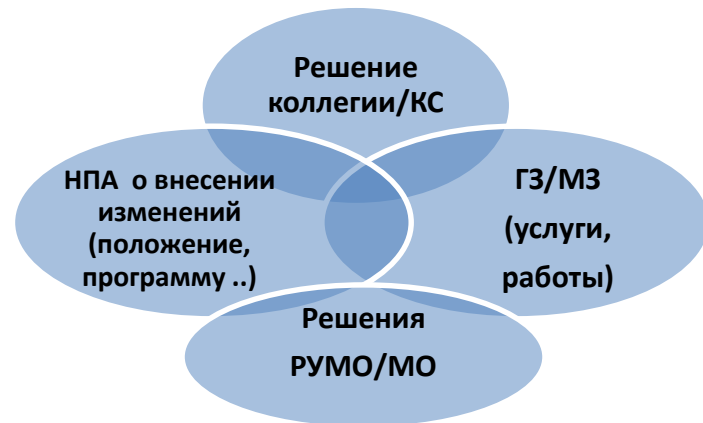 Решение
коллегии/КС
НПА о внесении
изменений
(положение,
программу ..)
ГЗ/МЗ
(услуги,
работы)
Решения
РУМО/МО